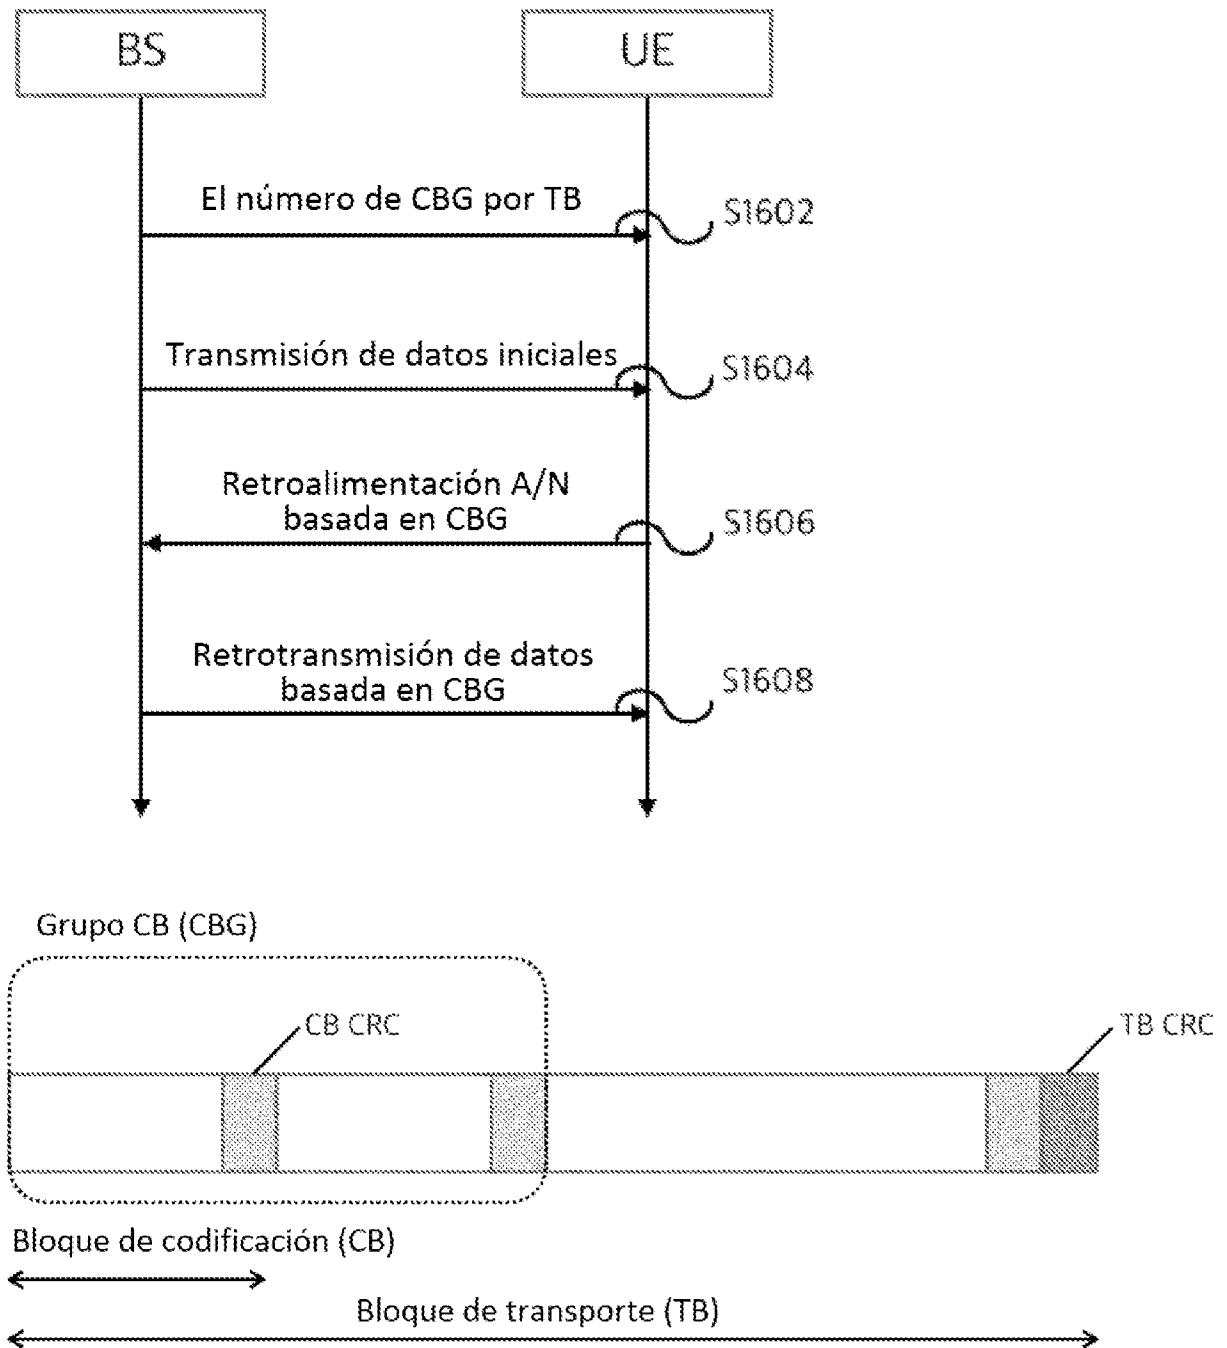 BS
UE
El número de CBG por TB
S1602
Transmisión de datos iniciales
S1604
Retroalimentación A/N
basada en CBG
S1606
Retrotransmisión de datos
basada en CBG
S1608
Grupo CB (CBG)
CB CRC
TB CRC
Bloque de codificación (CB)
Bloque de transporte (TB)